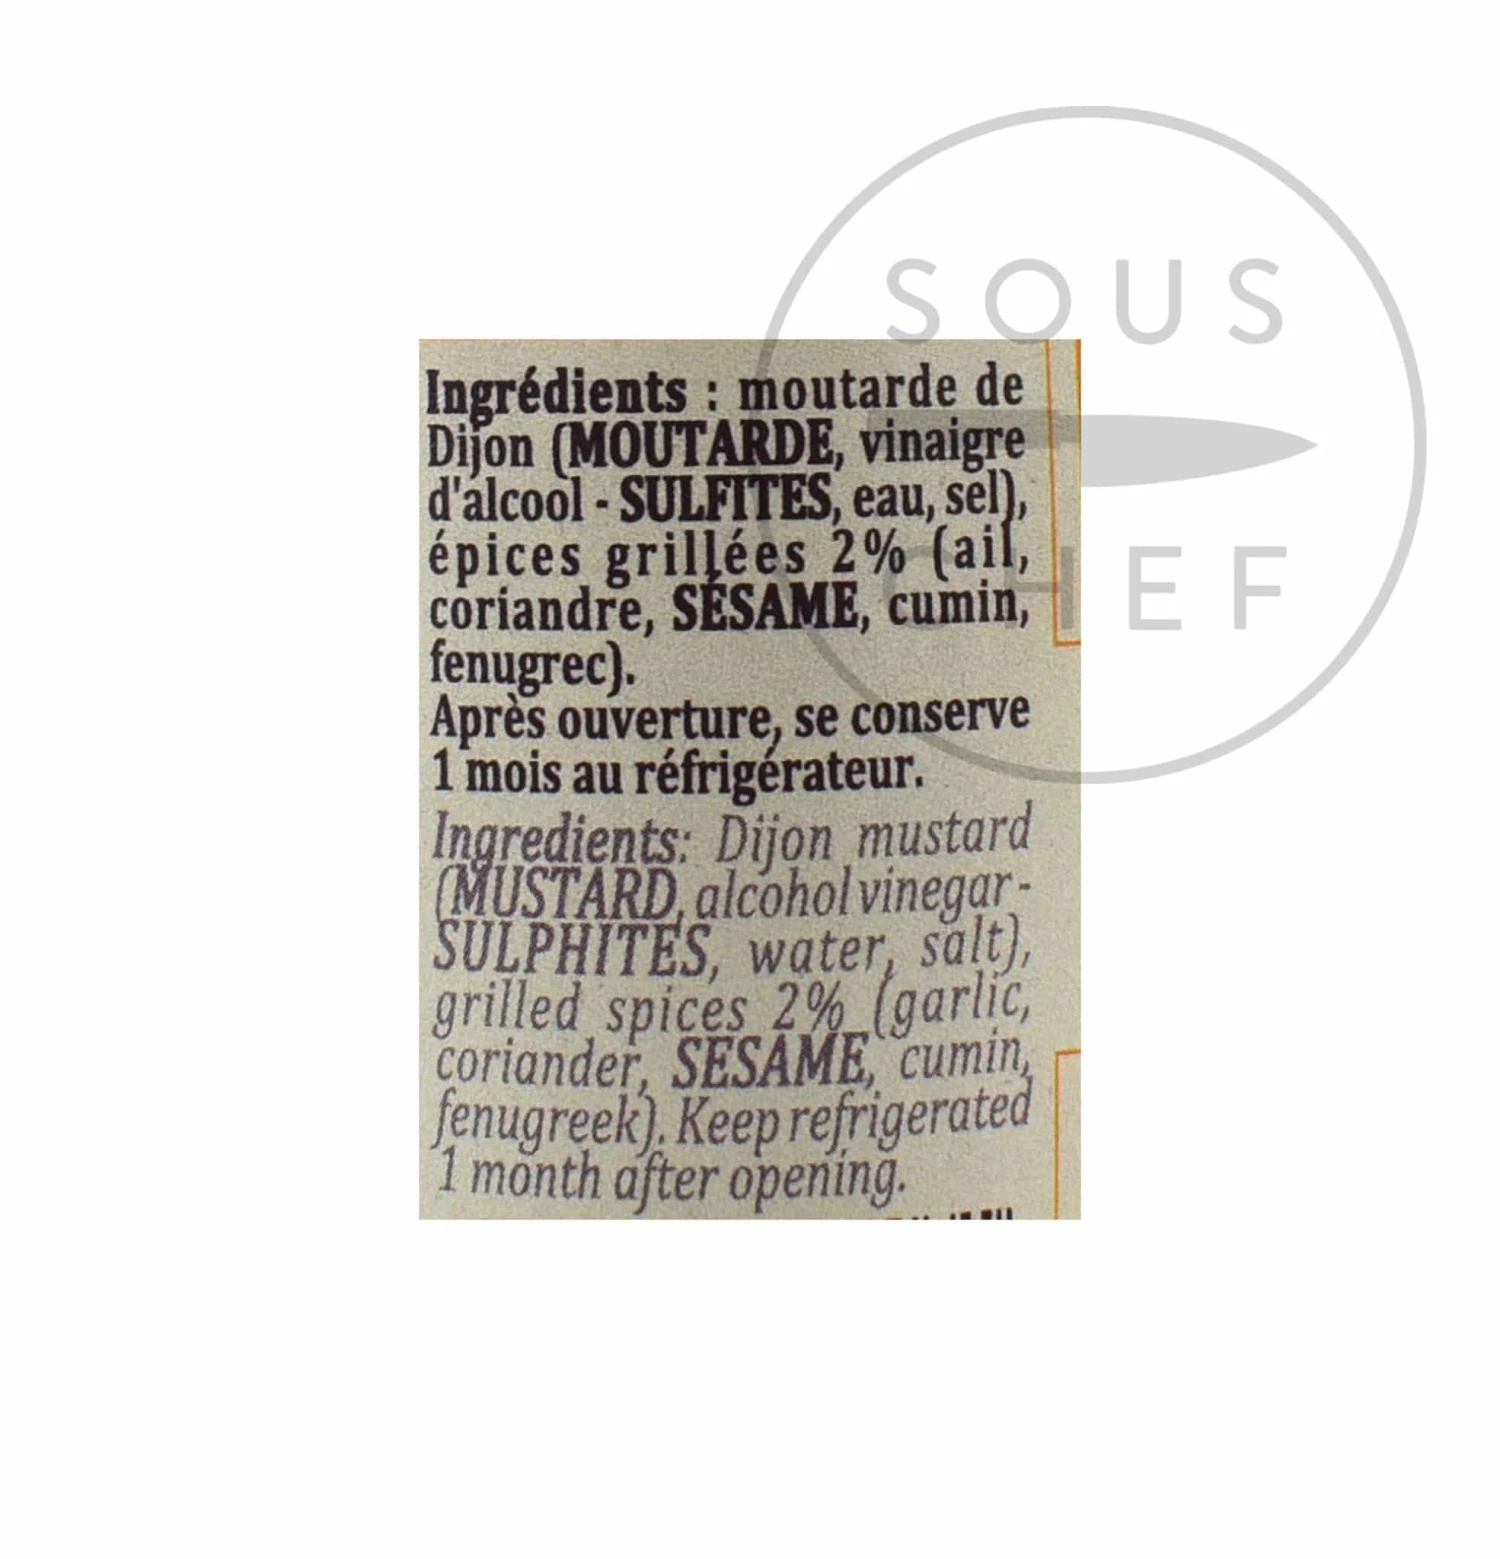 SOUS
CHEF
Ingrédients : moutarde de
Dijon (MOUTARDE, vinaigre
d'alcool - SULFITES, eau, sel),
épices grillées 2% (ail,
coriandre, SÉSAME, cumin,
fenugrec).
Après ouverture, se conserve
1 mois au réfrigérateur.
Ingredients: Dijon mustard
(MUSTARD, alcohol vinegar-
SULPHITES, water, salt),
grilled spices 2% (garlic,
coriander, SESAME, cumin,
fenugreek). Keep refrigerated
1 month after opening.